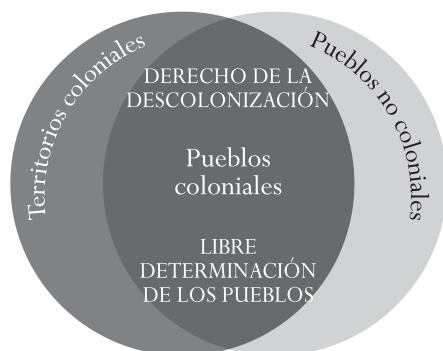 Territorios coloniales
DERECHO DE LA
DESCOLONIZACIÓN
Pueblos
coloniales
LIBRE
DETERMINACIÓN
DE LOS PUEBLOS
Pueblos no coloniales